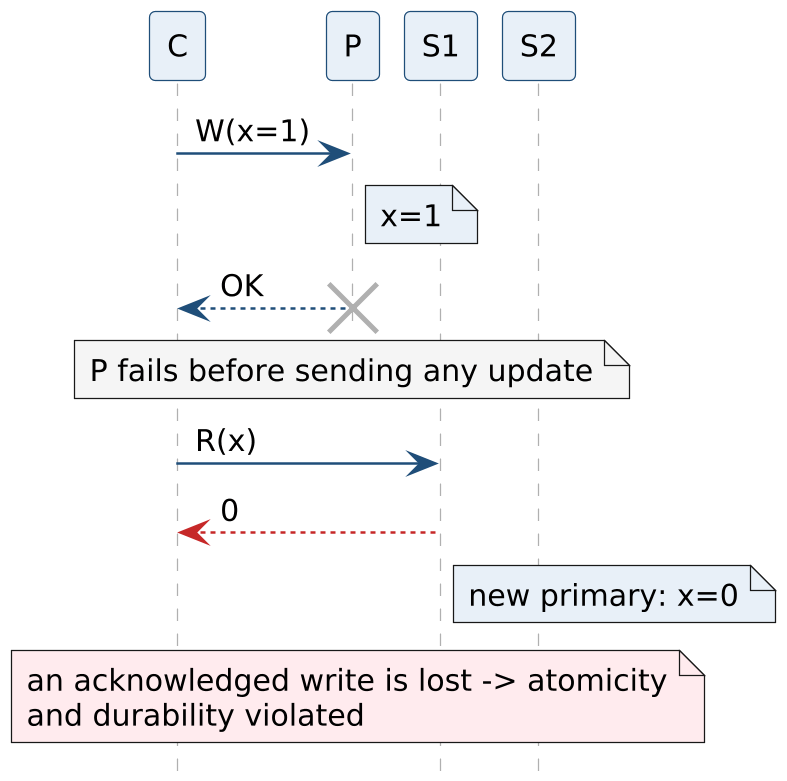 C
P
S1
S2
W(x=1)
x=1
OK
P fails before sending any update
R(x)
0
new primary: x=0
an acknowledged write is lost -> atomicity
and durability violated